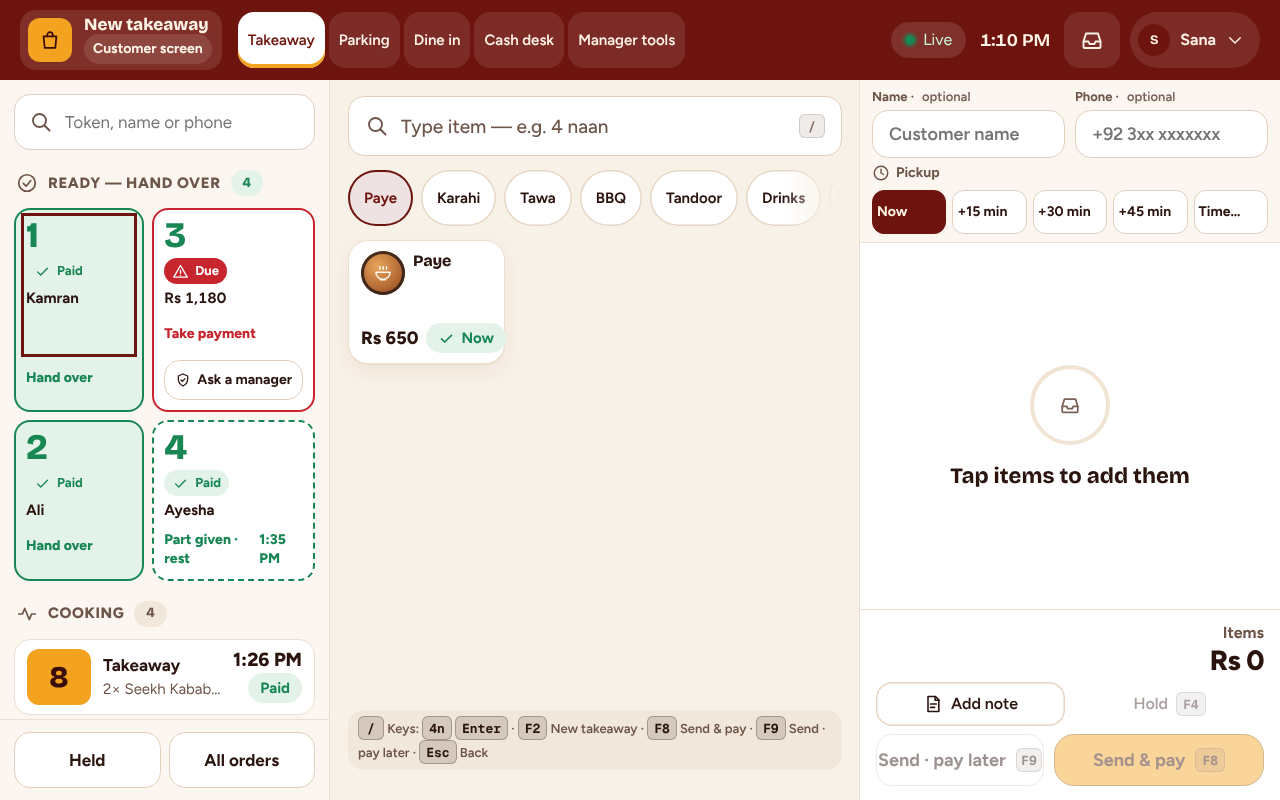 New takeaway
Customer screen
Takeaway
Parking
Dine in
Cash desk
Manager tools
Live
1:10 PM
S
Sana
Token, name or phone
READY — HAND OVER 4
1
Paid
Kamran
Hand over
3
Due
Rs 1,180
Take payment
Ask a manager
2
Paid
Ali
Hand over
4
Paid
Ayesha
Part given · 1:35
rest PM
COOKING 4
8
Takeaway
2× Seekh Kabab...
1:26 PM
Paid
Held
All orders
Type item — e.g. 4 naan /
Paye
Karahi
Tawa
BBQ
Tandoor
Drinks
Paye
Rs 650
Now
/ Keys: 4n Enter · F2 New takeaway · F8 Send & pay · F9 Send ·
pay later · Esc Back
Name · optional
Phone · optional
Customer name
+92 3xx xxxxxxx
Pickup
Now
+15 min
+30 min
+45 min
Time...
Tap items to add them
Items
Rs 0
Add note
Hold F4
Send · pay later F9
Send & pay F8